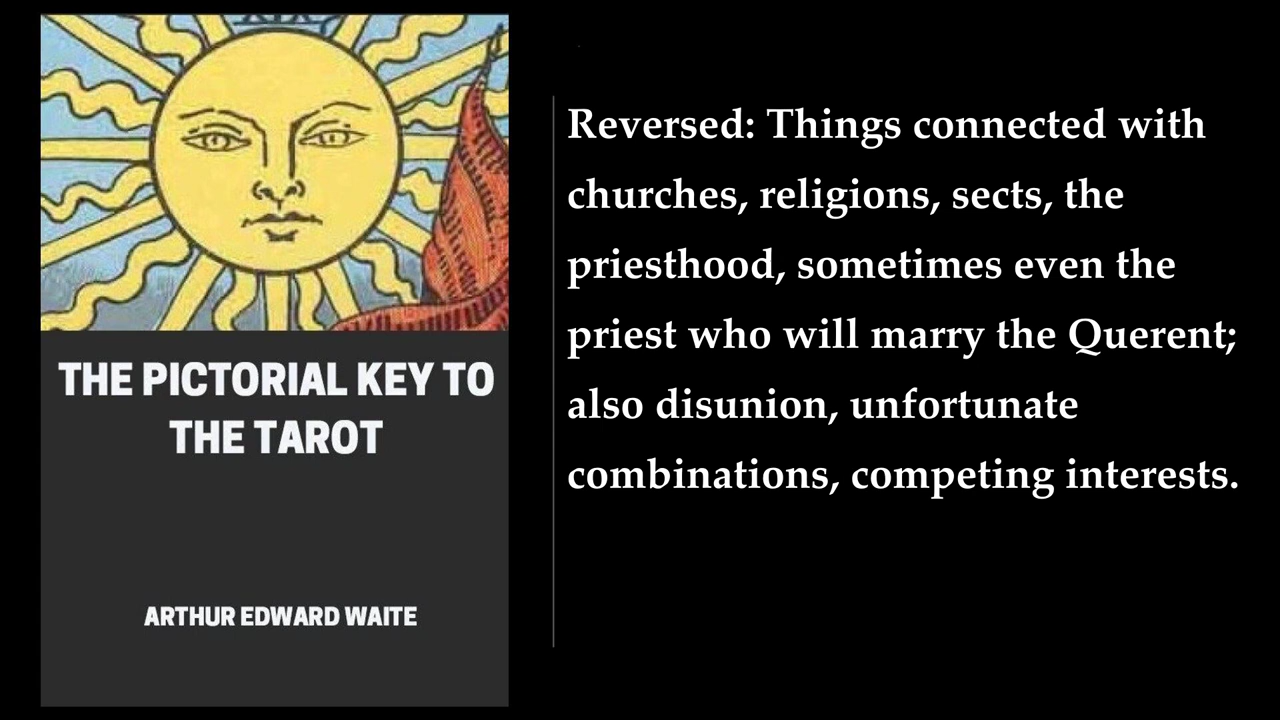 XIX
THE PICTORIAL KEY TO
THE TAROT
ARTHUR EDWARD WAITE
Reversed: Things connected with
churches, religions, sects, the
priesthood, sometimes even the
priest who will marry the Querent;
also disunion, unfortunate
combinations, competing interests.